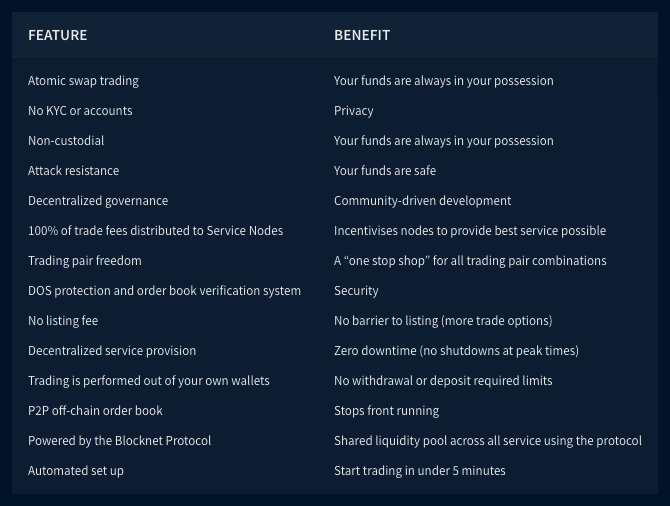 FEATURE BENEFIT
Atomic swap trading Your funds are always in your possession
No KYC or accounts Privacy
Non-custodial Your funds are always in your possession
Attack resistance Your funds are safe
Decentralized governance Community-driven development
100% of trade fees distributed to Service Nodes Incentivises nodes to provide best service possible
Trading pair freedom A “one stop shop” for all trading pair combinations
DOS protection and order book verification system Security
No listing fee No barrier to listing (more trade options)
Decentralized service provision Zero downtime (no shutdowns at peak times)
Trading is performed out of your own wallets No withdrawal or deposit required limits
P2P off-chain order book Stops front running
Powered by the Blocknet Protocol Shared liquidity pool across all service using the protocol
Automated set up Start trading in under 5 minutes